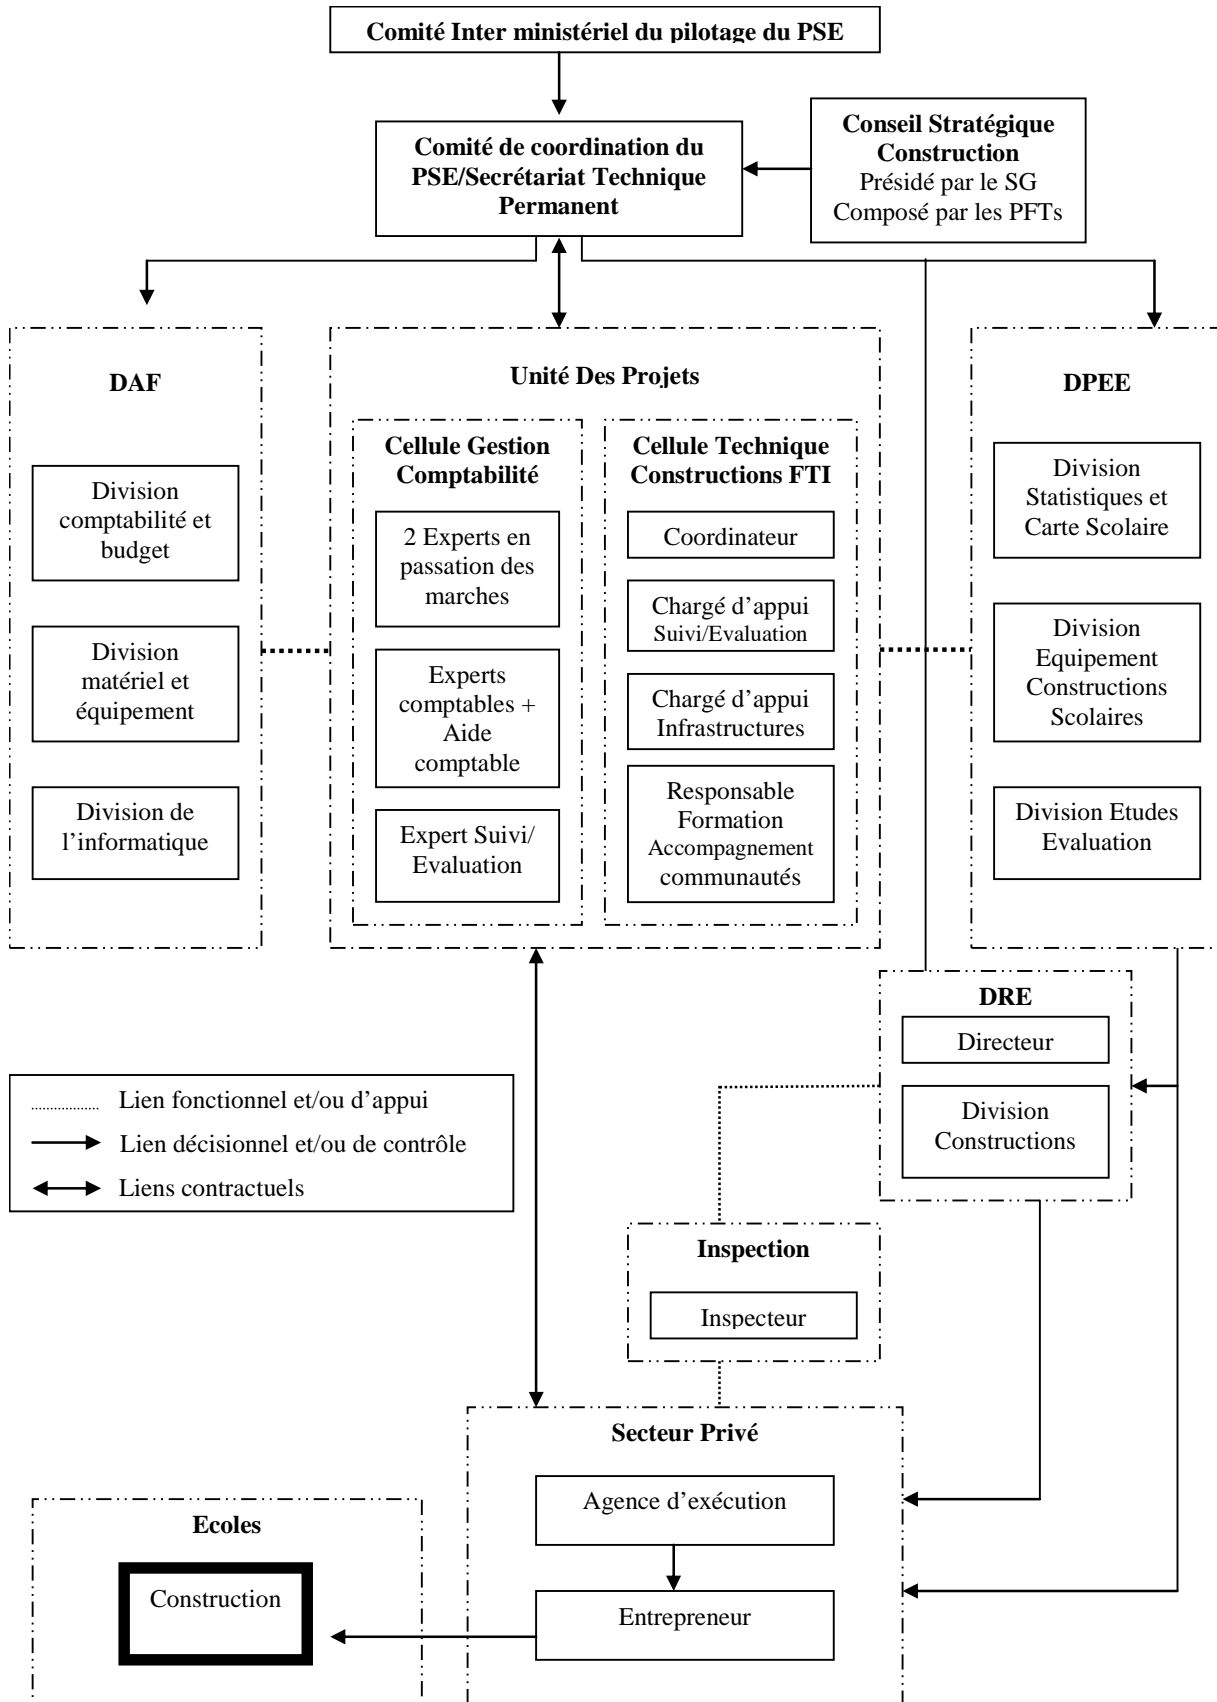 Comité Inter ministériel du pilotage du PSE
Comité de coordination du
PSE/Secrétariat Technique
Permanent
Conseil Stratégique
Construction
Présidé par le SG
Composé par les PFTs
DAF
Division
comptabilité et
budget
Division
matériel et
équipement
Division de
l’informatique
Unité Des Projets
Cellule Gestion
Comptabilité
2 Experts en
passation des
marches
Experts
comptables +
Aide
comptable
Expert Suivi/
Evaluation
Cellule Technique
Constructions FTI
Coordinateur
Chargé d’appui
Suivi/Evaluation
Chargé d’appui
Infrastructures
Responsable
Formation
Accompagnement
communautés
DPEE
Division
Statistiques et
Carte Scolaire
Division
Equipement
Constructions
Scolaires
Division Etudes
Evaluation
DRE
Directeur
Division
Constructions
Lien fonctionnel et/ou d’appui
Lien décisionnel et/ou de contrôle
Liens contractuels
Inspection
Inspecteur
Secteur Privé
Agence d’exécution
Entrepreneur
Ecoles
Construction